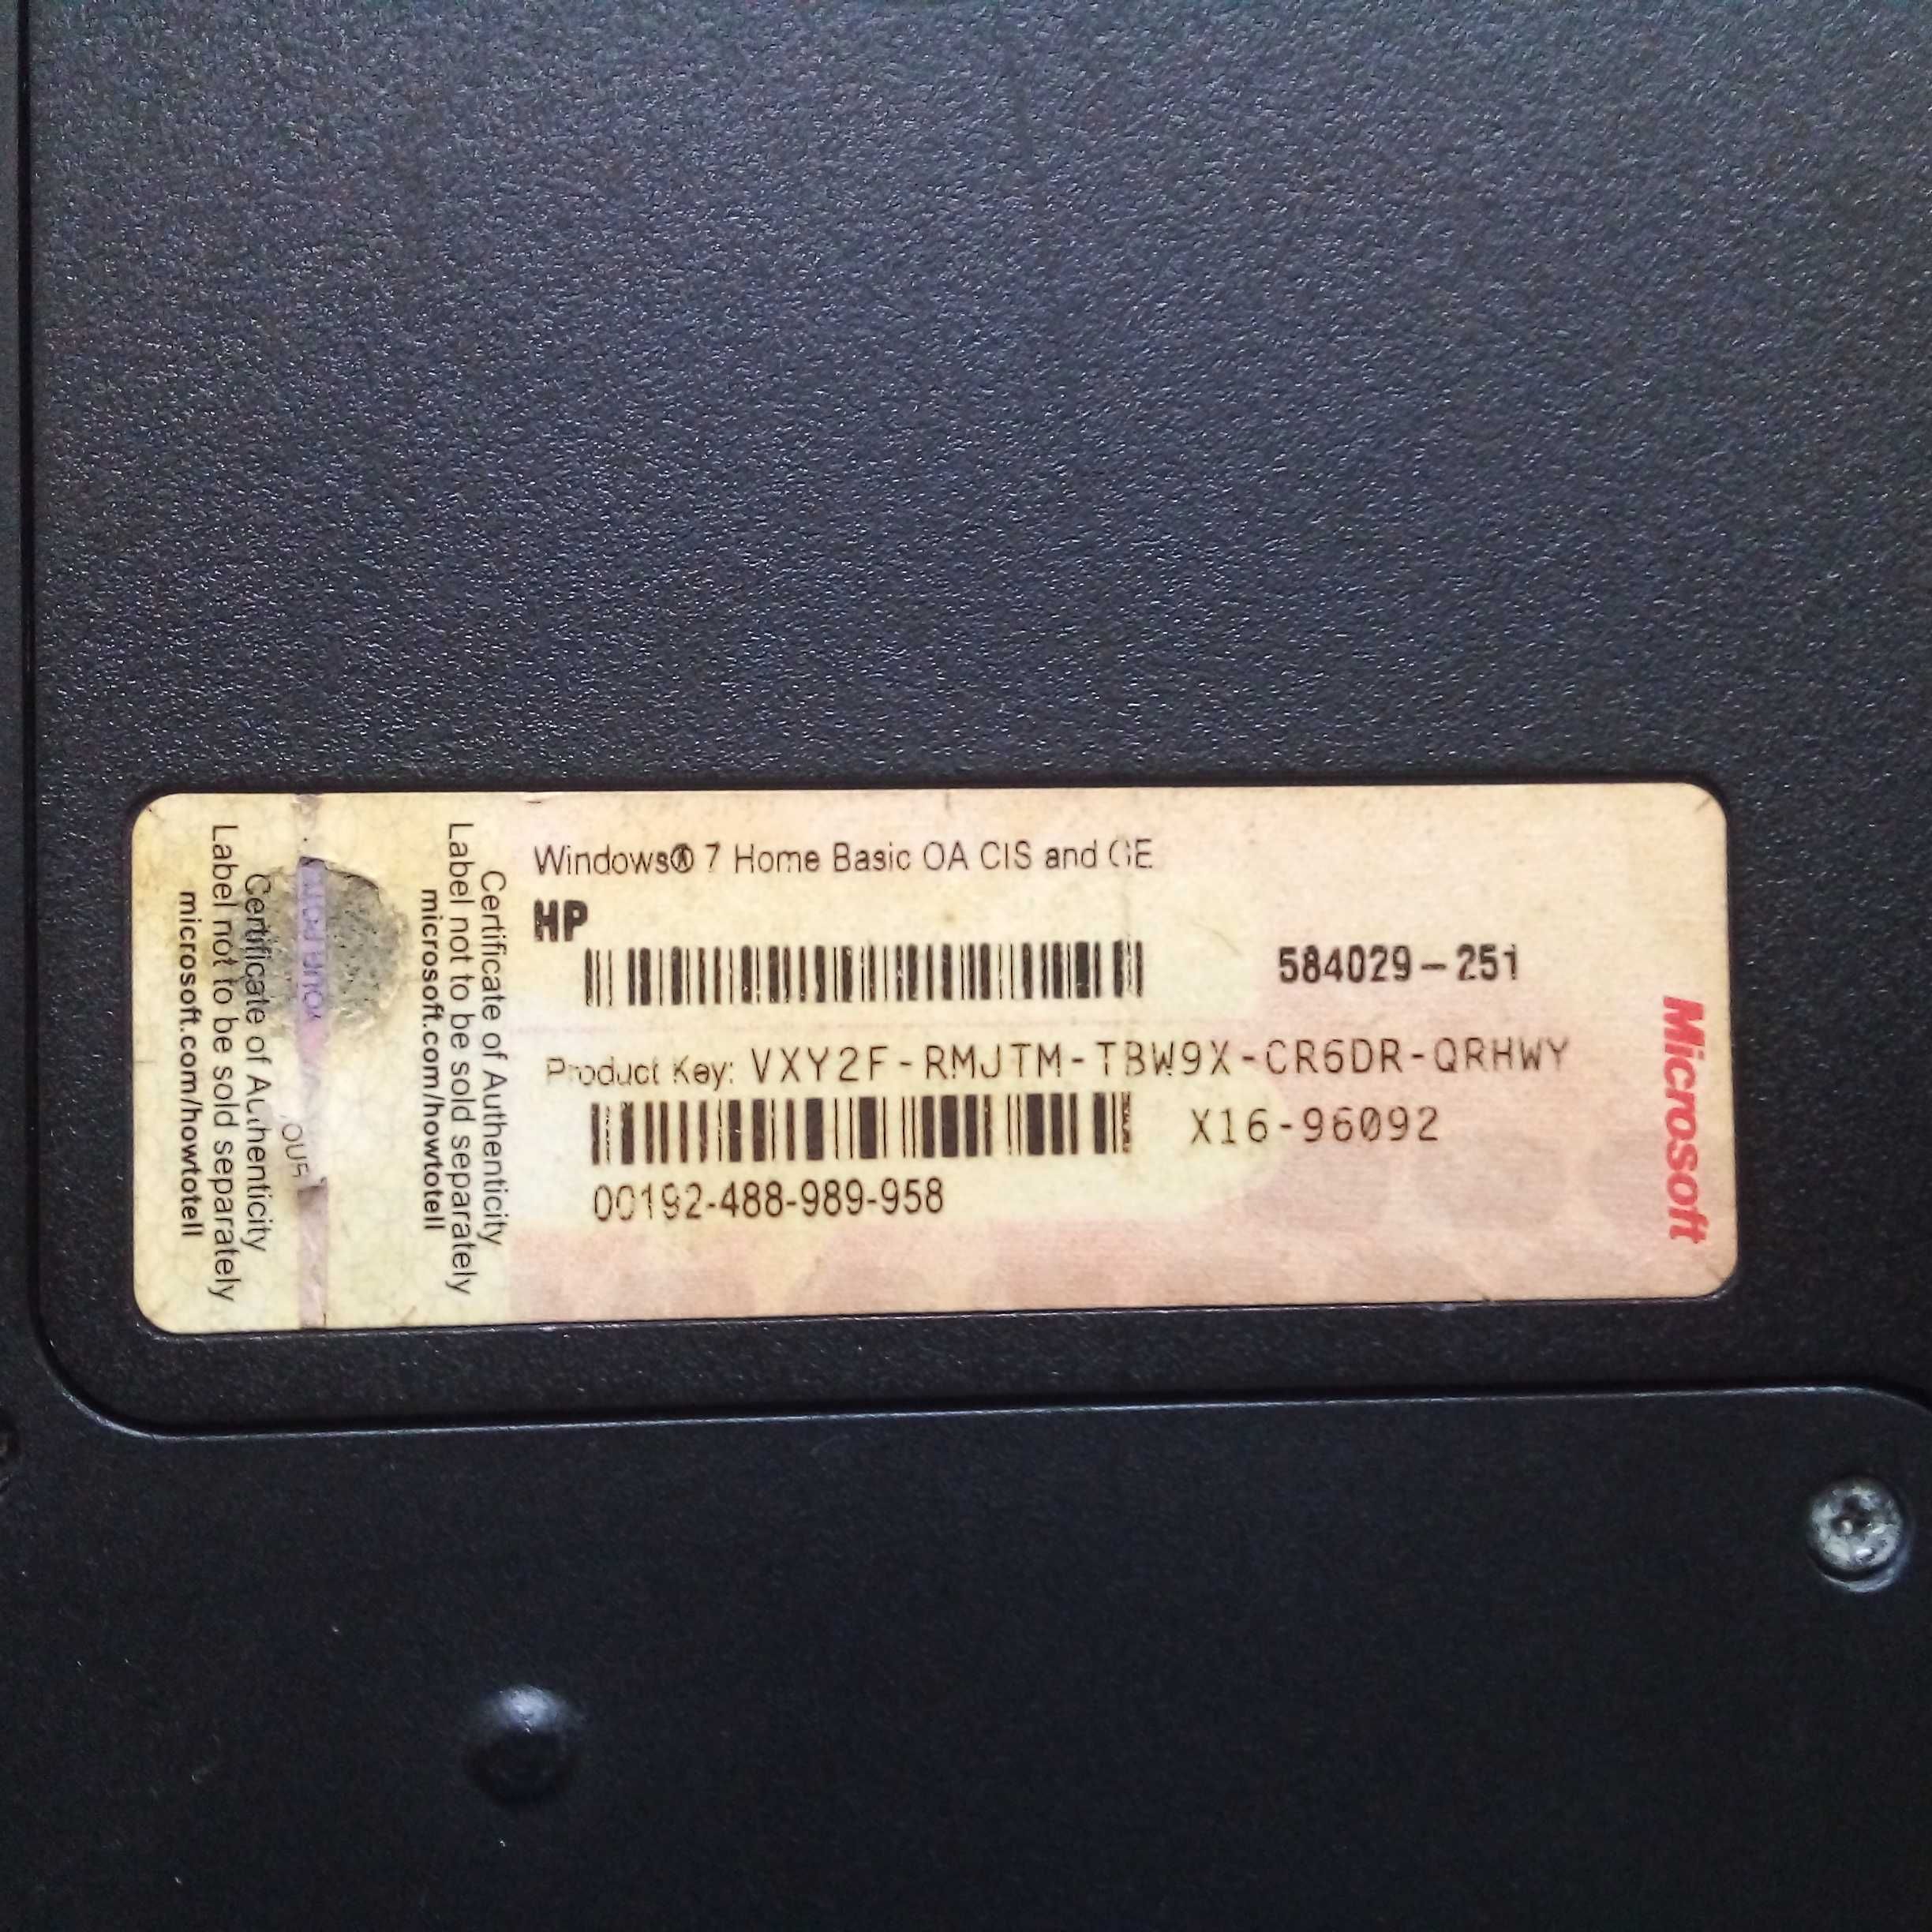 Windows® 7 Home Basic OA CIS and GE
HP
584029-251
Product Key: VXY2F-RMJTM-TBW9X-CR6DR-QRHWY
X16-96092
00192-488-989-958
Microsoft
Certificate of Authenticity
Label not to be sold separately
microsoft.com/howtotell
Certificate of Authenticity
Label not to be sold separately
microsoft.com/howtotell